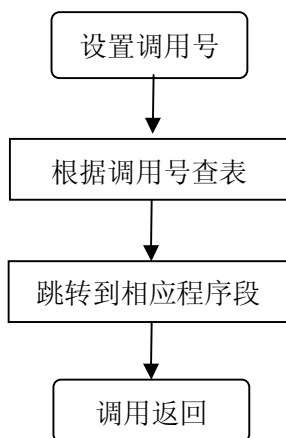 设置调用号
根据调用号查表
跳转到相应程序段
调用返回